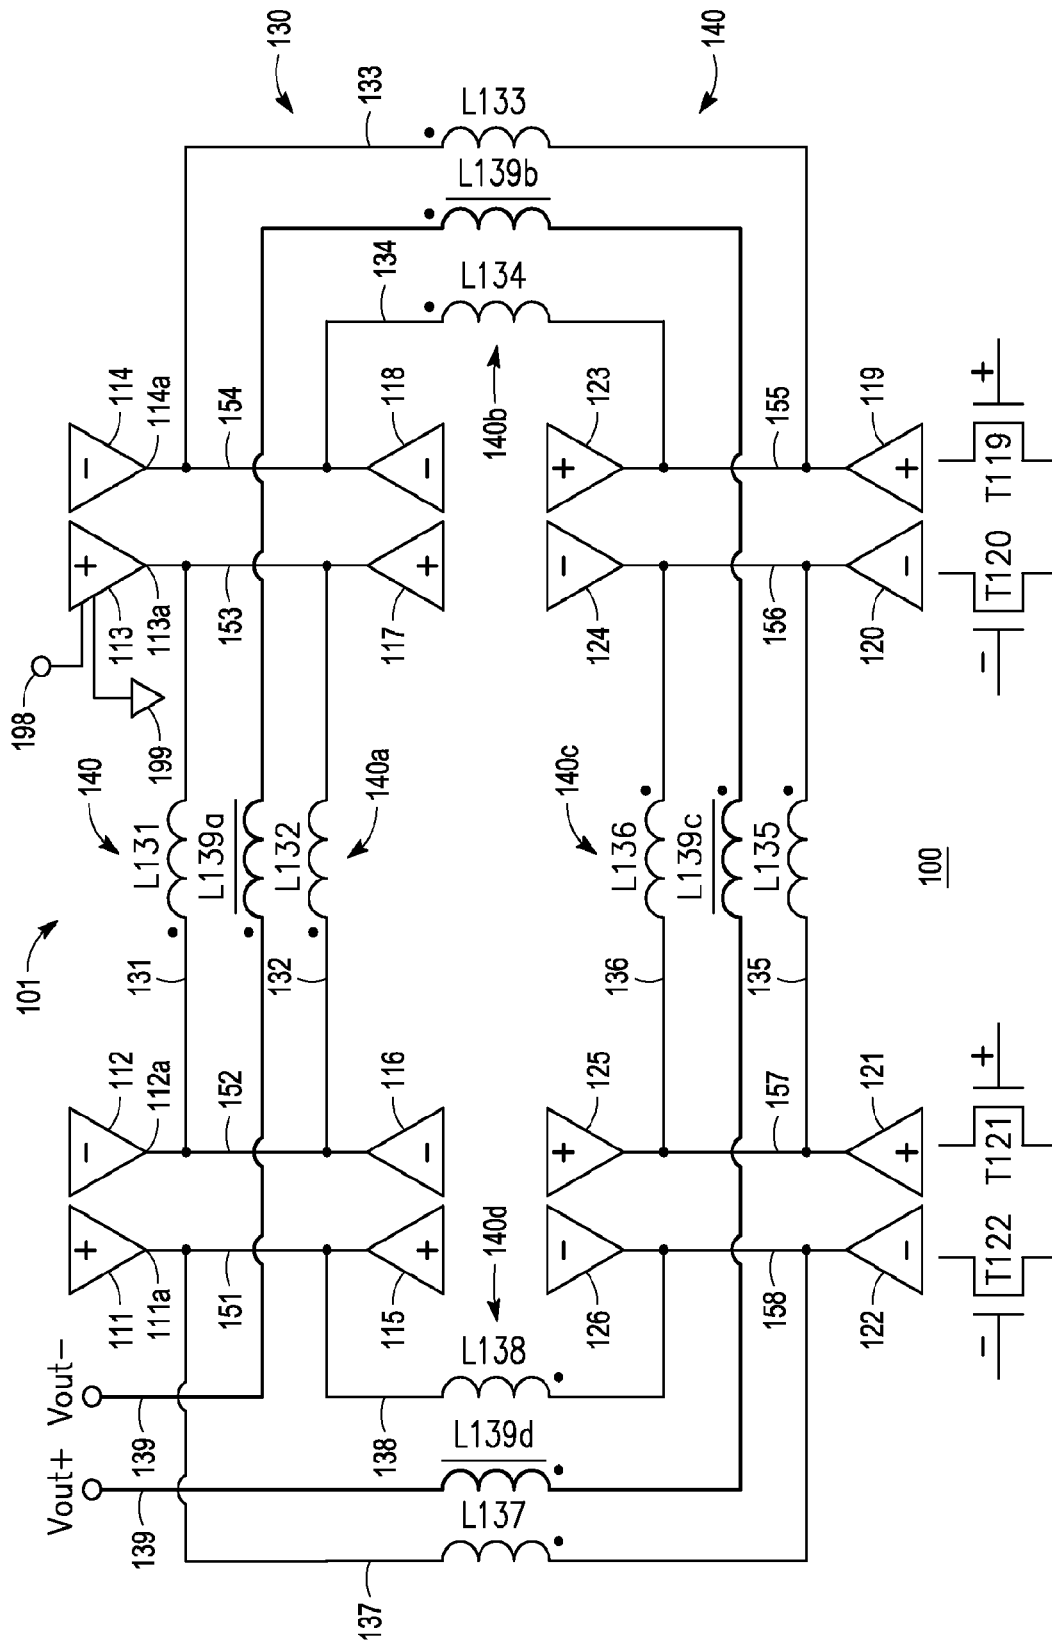 130
140
133
L133
L139b
134
L134
140b
114
114a
154
118
123
155
119
+
T119
-
-
+
+
113
113a
153
117
+
+
-
124
156
120
-
T120
-
198
199
140
L131
L139a
L132
140a
140c
L136
L139c
L135
100
101
131
132
136
135
112
112a
152
116
125
157
121
+
T121
-
-
+
+
111
111a
151
115
+
+
-
126
158
122
-
T122
-
140d
Vout-
139
138
L138
L139d
Vout+
139
L137
137